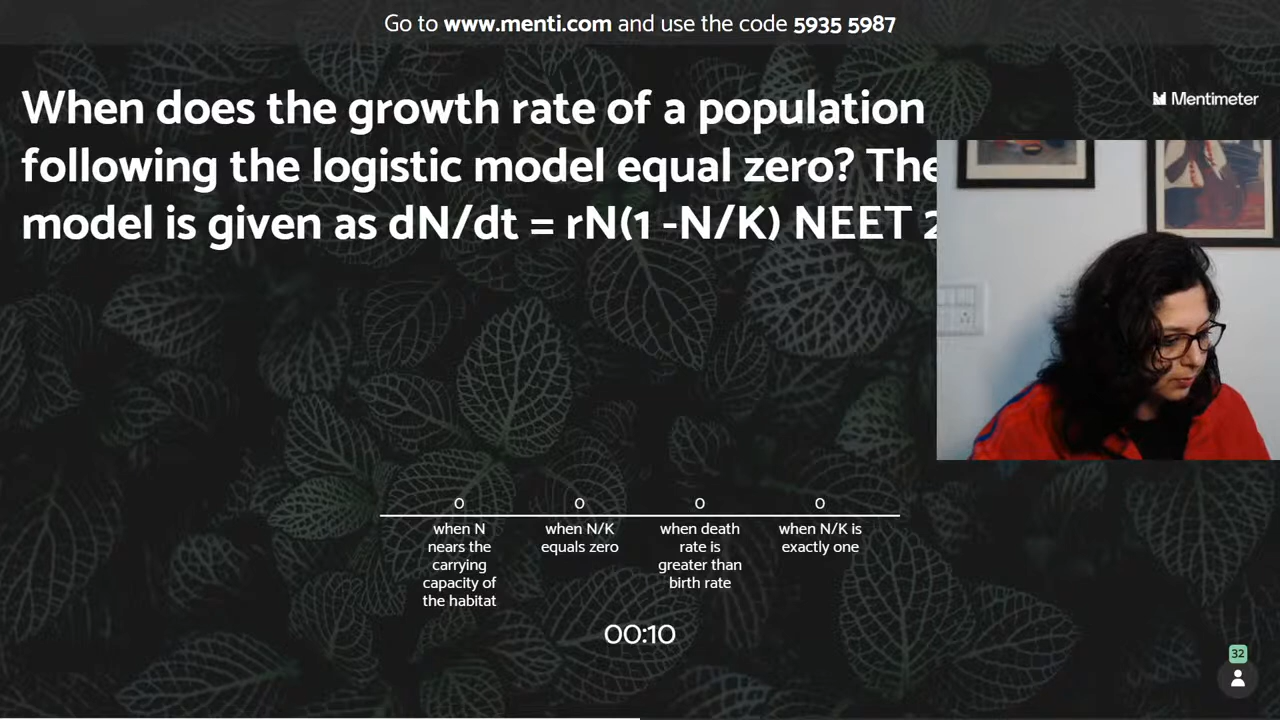 Go to www.menti.com and use the code 5935 5987
When does the growth rate of a population
Mentimeter
following the logistic model equal zero? The
model is given as dN/dt = rN(1 -N/K) NEET
0 0 0 0
when N
nears the
carrying
capacity of
the habitat
when N/K
equals zero
when death
rate is
greater than
birth rate
when N/K is
exactly one
00:10
32